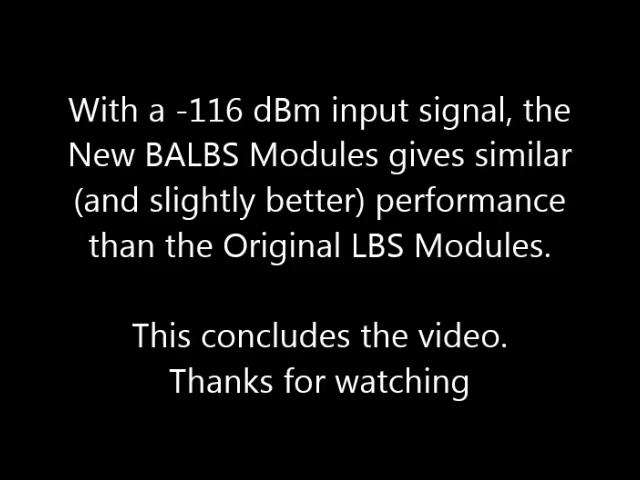 With a -116 dBm input signal, the
New BALBS Modules gives similar
(and slightly better) performance
than the Original LBS Modules.
This concludes the video.
Thanks for watching